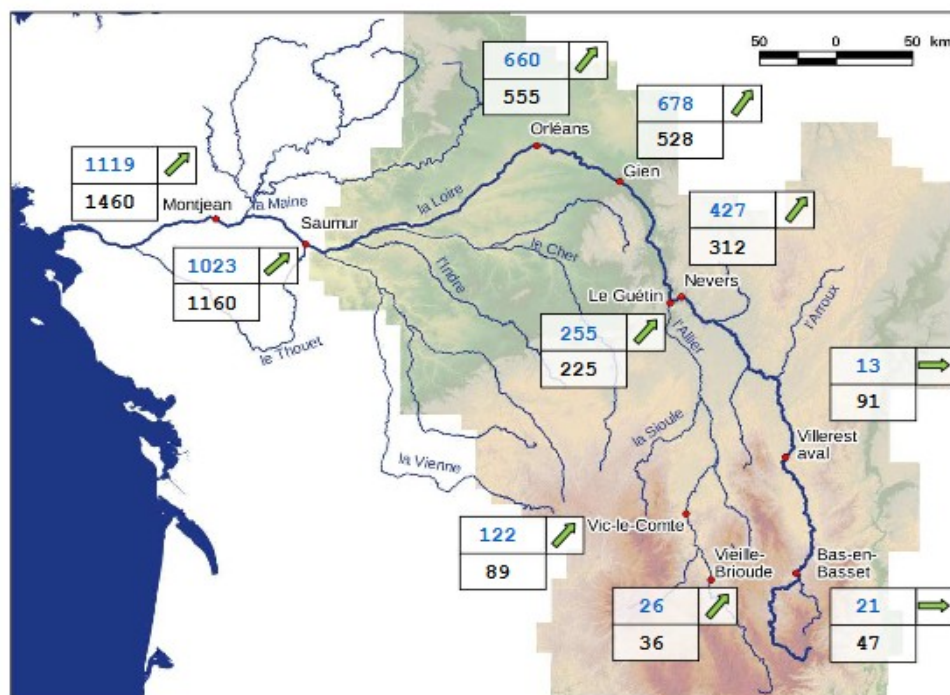 50 0 50 km
660
555
Orléans
678
528
Gien
1119
1460
Montjean
la Maine
Saumur
la Loire
1023
1160
le Thouet
le Cher
l'Indre
427
312
Nevers
Le Guétin
255
225
l'Allier
l'Arroux
13
91
Villerest
aval
la Sioule
la Vienne
Vic-le-Comte
122
89
Vieille-
Brioude
Bas-en-
Basset
26
36
21
47